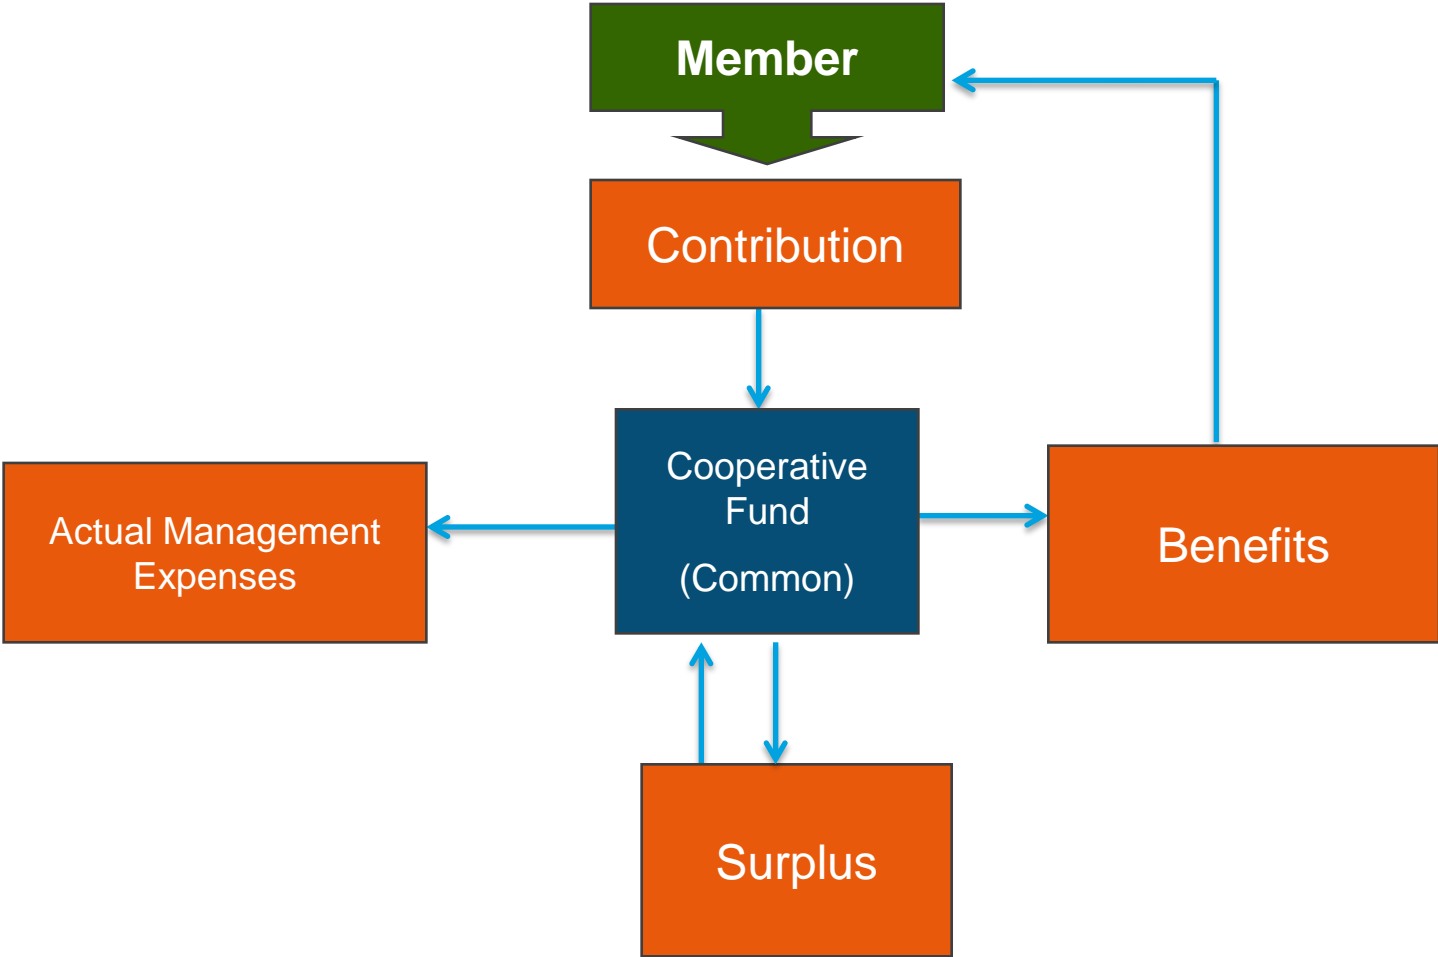 Member
Contribution
Cooperative
Fund
(Common)
Actual Management
Expenses
Benefits
Surplus